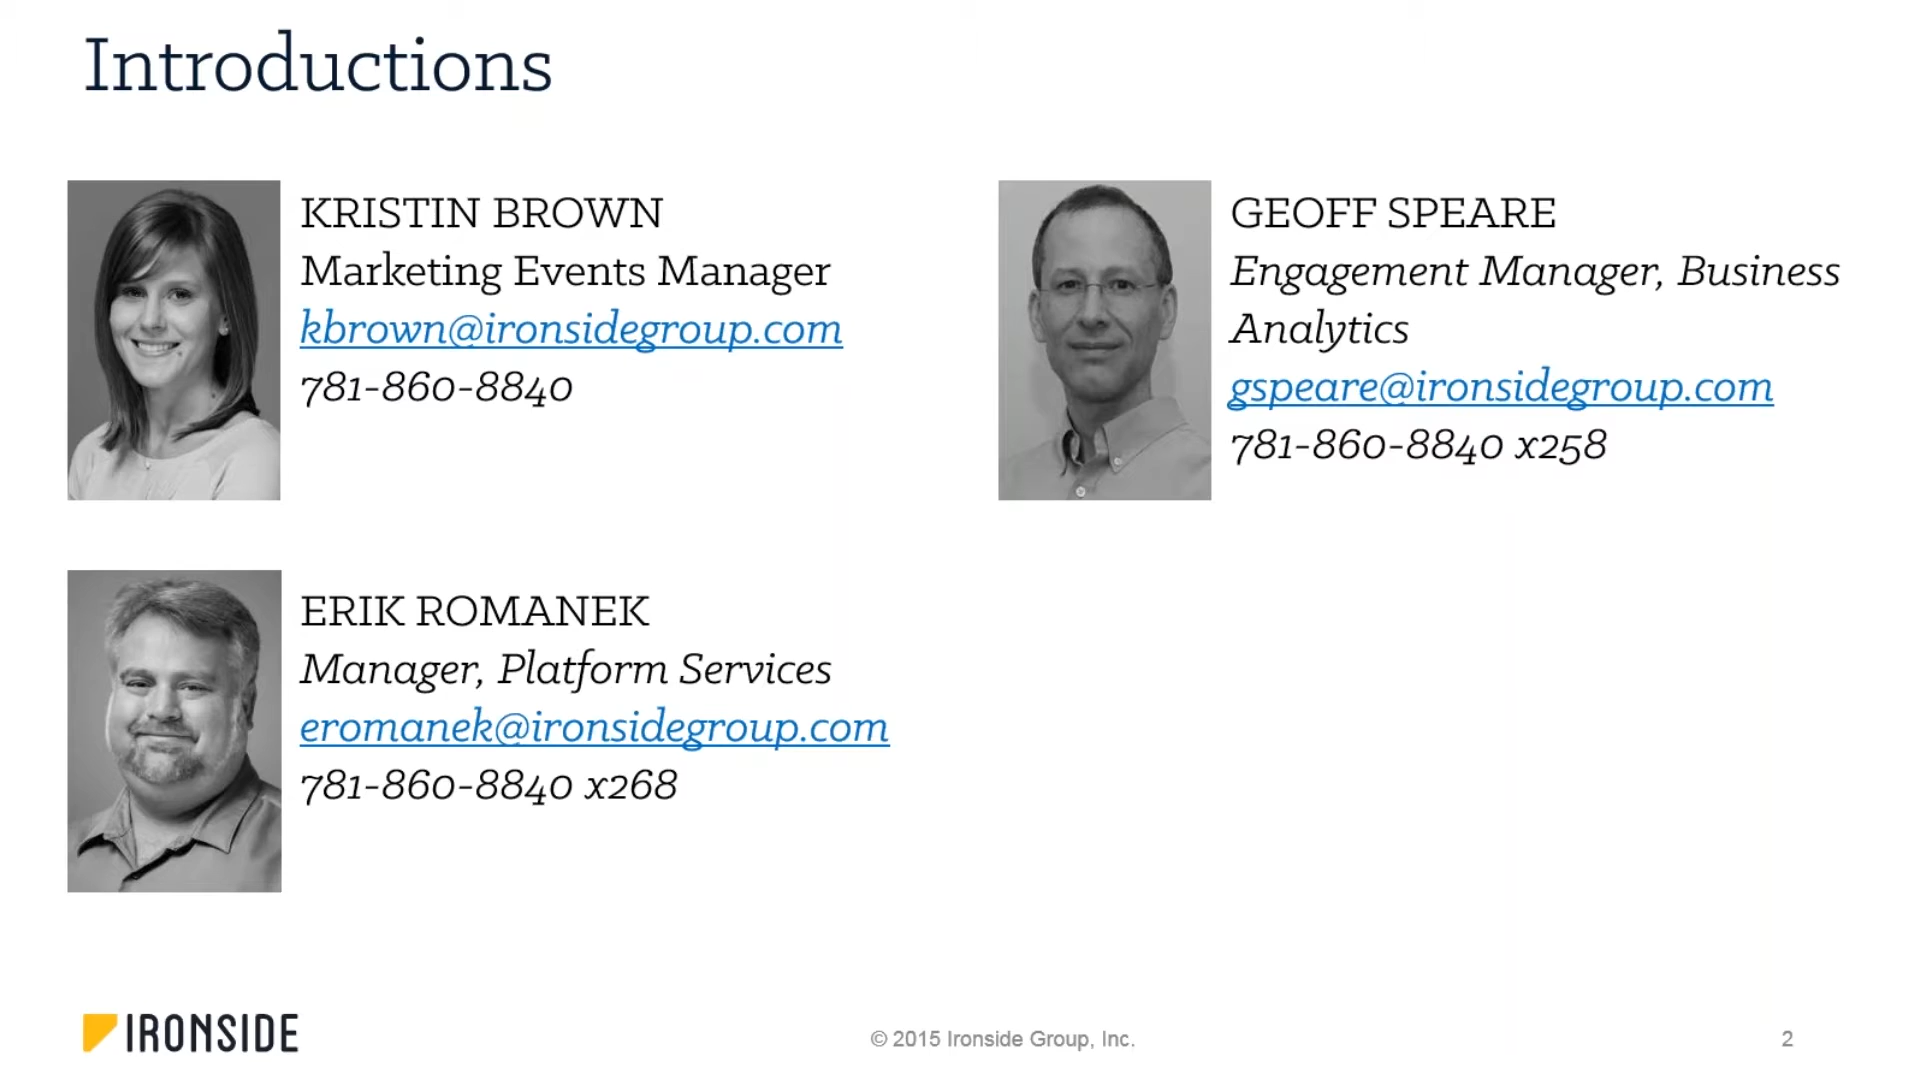 Introductions
KRISTIN BROWN
Marketing Events Manager
kbrown@ironsidegroup.com
781-860-8840
GEOFF SPEARE
Engagement Manager, Business
Analytics
gspeare@ironsidegroup.com
781-860-8840 x258
ERIK ROMANEK
Manager, Platform Services
eromanek@ironsidegroup.com
781-860-8840 x268
IRONSIDE
© 2015 Ironside Group, Inc.
2